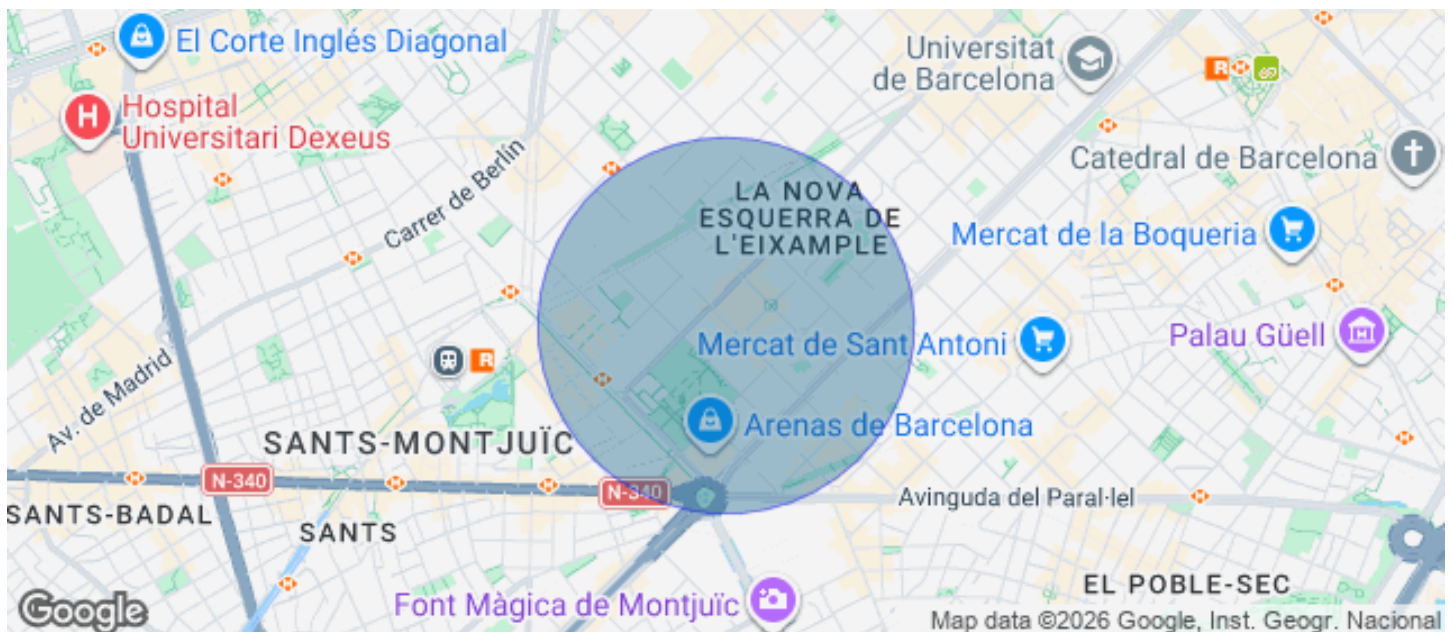 El Corte Inglés Diagonal
Universitat
de Barcelona
R
H
Hospital
Universitari Dexeus
Catedral de Barcelona
Carrer de Berlín
LA NOVA
ESQUERRA DE
L'EIXAMPLE
Mercat de la Boqueria
Mercat de Sant Antoni
Palau Güell
R
Av. de Madrid
Arenas de Barcelona
SANTS-MONTJUÏC
N-340
N-340
Avinguda del Paral·lel
SANTS-BADAL
SANTS
EL POBLE-SEC
Font Màgica de Montjuïc
Google
Map data ©2026 Google, Inst. Geogr. Nacional